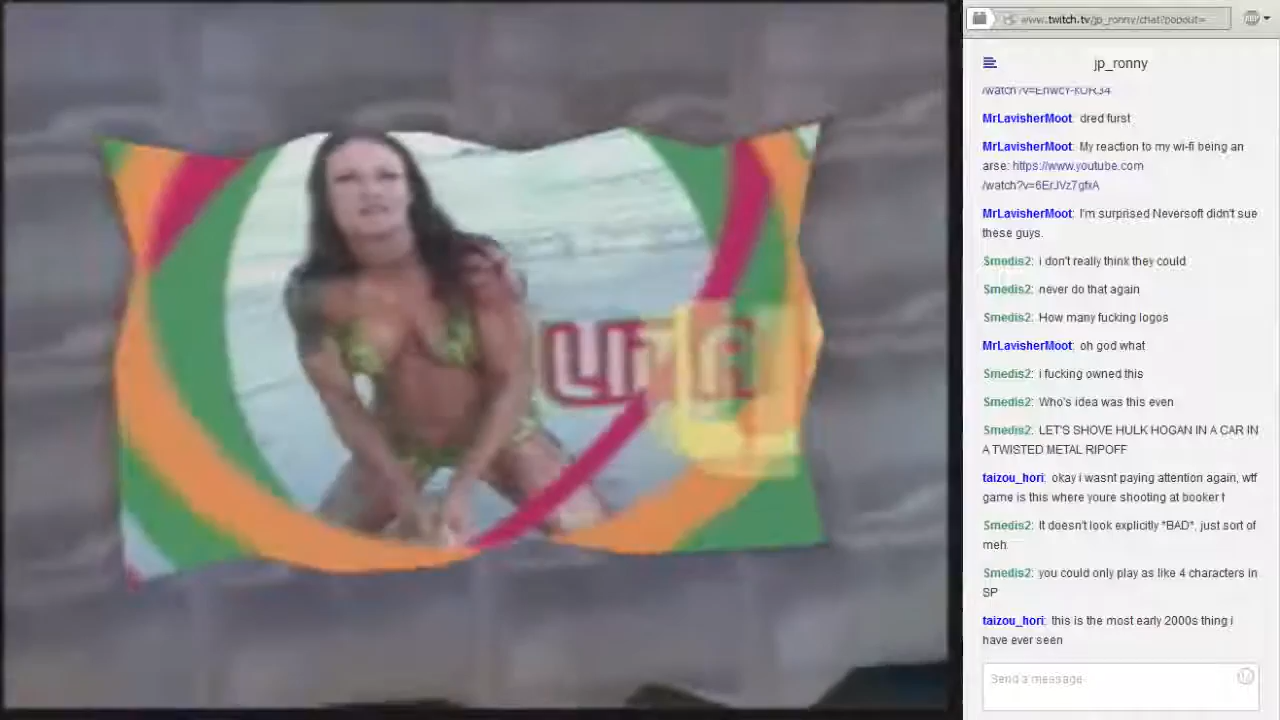 www.twitch.tv/jp_ronny/chat?popout=
ABP
jp_ronny
MrLavisherMoot: dred furst
MrLavisherMoot: My reaction to my wi-fi being an
arse: https://www.youtube.com
/watch?v=6ErJVz7gfxA
MrLavisherMoot: I'm surprised Neversoft didn't sue
these guys.
Smedis2: i don't really think they could
Smedis2: never do that again
Smedis2: How many fucking logos
MrLavisherMoot: oh god what
Smedis2: i fucking owned this
Smedis2: Who's idea was this even
Smedis2: LET'S SHOVE HULK HOGAN IN A CAR IN
A TWISTED METAL RIPOFF
taizou_hori: okay i wasnt paying attention again, wtf
game is this where youre shooting at booker t
Smedis2: It doesn't look explicitly *BAD*, just sort of
meh.
Smedis2: you could only play as like 4 characters in
SP
taizou_hori: this is the most early 2000s thing i
have ever seen
Send a message